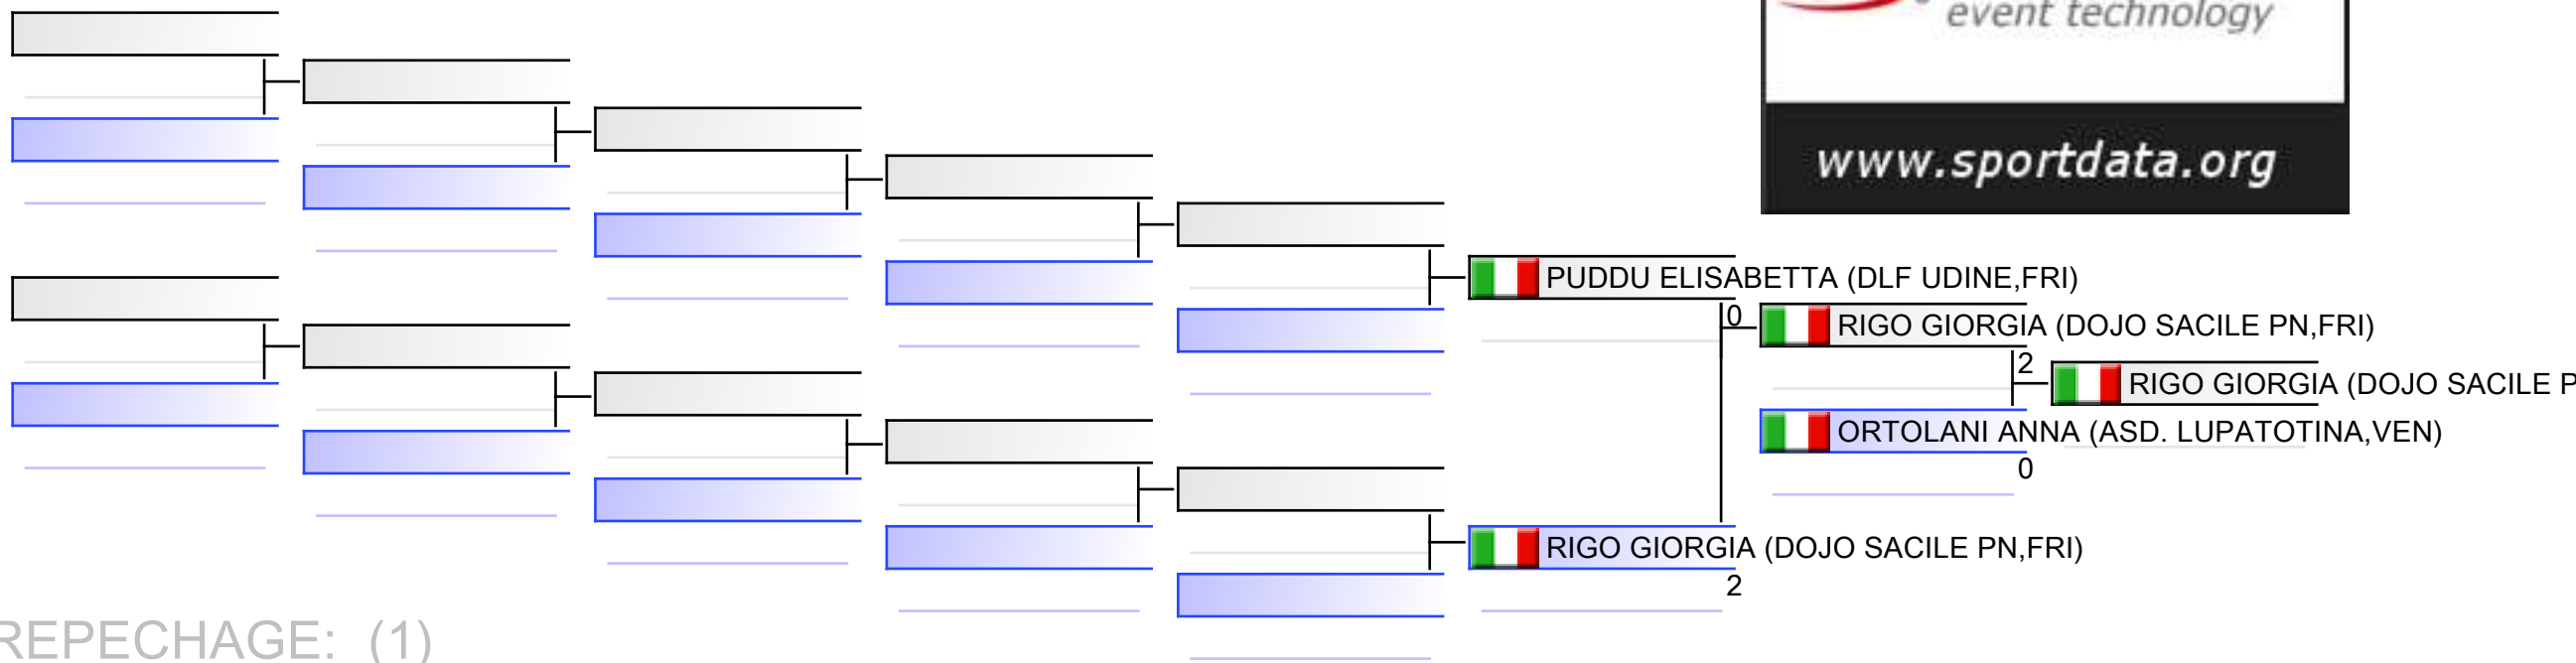 event technology
www.sportdata.org
PUDDU ELISABETTA (DLF UDINE,FRI)
0
RIGO GIORGIA (DOJO SACILE PN,FRI)
2
RIGO GIORGIA (DOJO SACILE P
ORTOLANI ANNA (ASD. LUPATOTINA,VEN)
0
RIGO GIORGIA (DOJO SACILE PN,FRI)
2
REPECHAGE: (1)